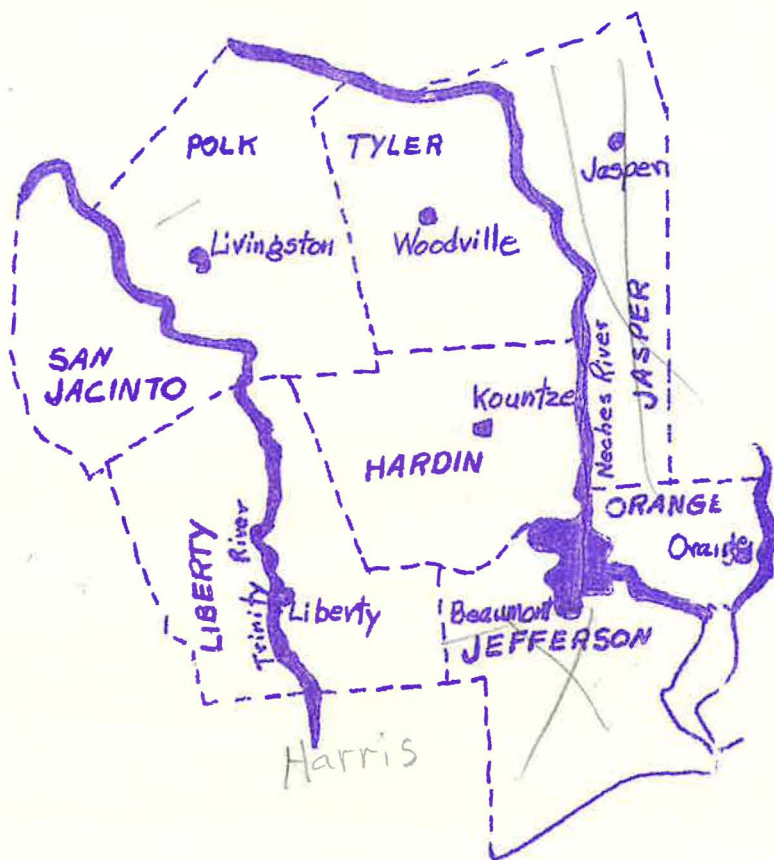 POLK
TYLER
Jasper
Livingston
Woodville
SAN
JACINTO
Neches River
JASPER
Kountze
HARDIN
ORANGE
Orange
LIBERTY
Trinity River
Liberty
Beaumont
JEFFERSON
Harris